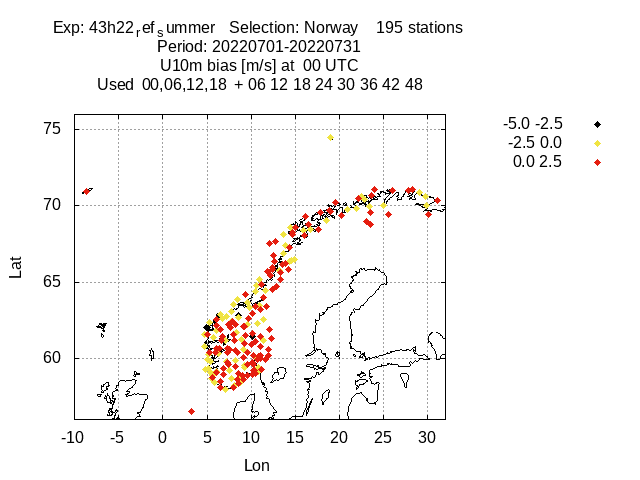 Exp: 43h22refsummer Selection: Norway 195 stations
Period: 20220701-20220731
U10m bias [m/s] at 00 UTC
Used 00,06,12,18 + 06 12 18 24 30 36 42 48
-5.0 -2.5
-2.5 0.0
0.0 2.5
75
70
65
60
Lat
-10 -5 0 5 10 15 20 25 30
Lon